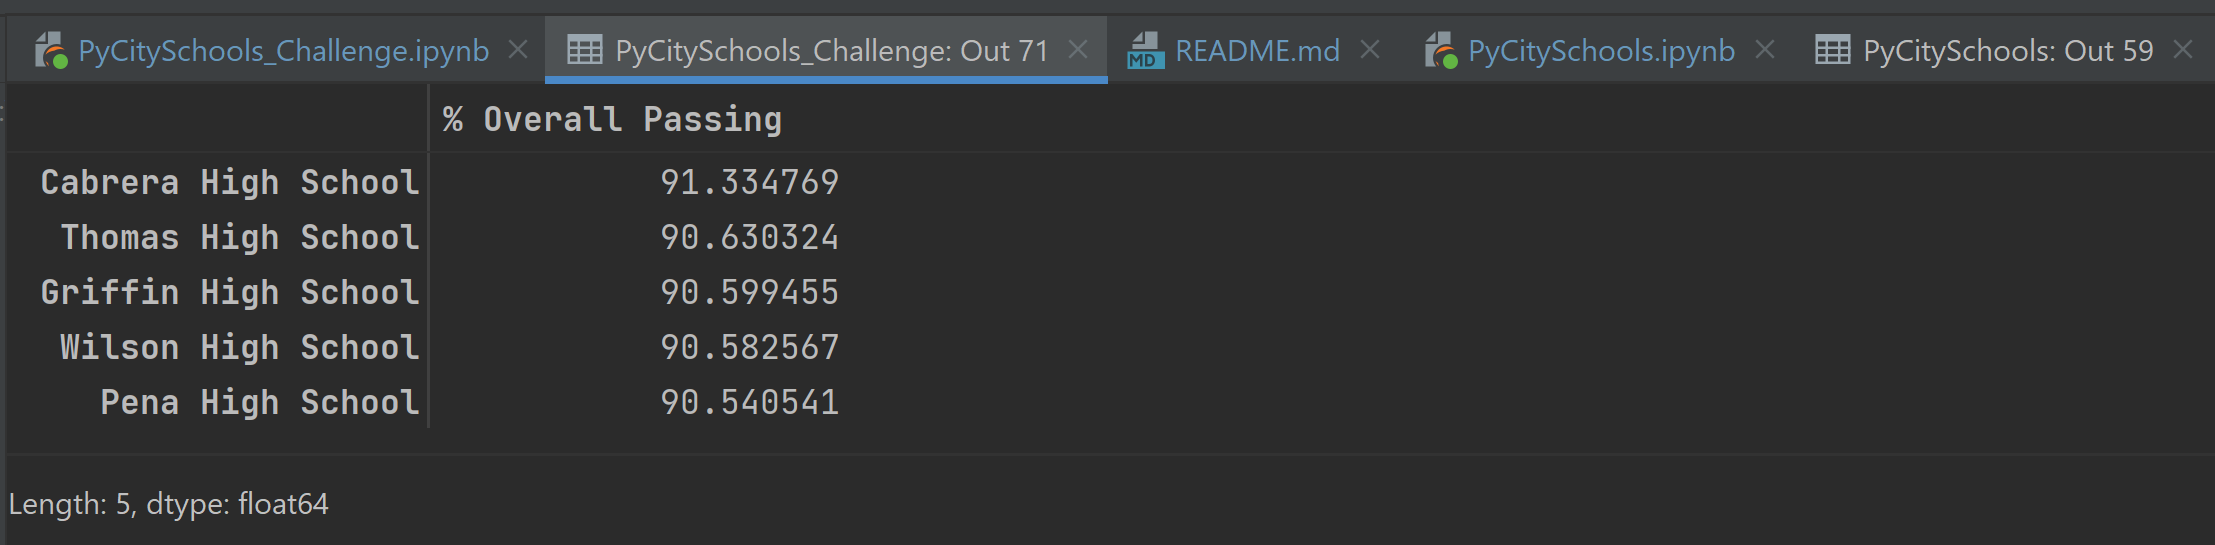 PyCitySchools_Challenge.ipynb PyCitySchools_Challenge: Out 71 MD README.md PyCitySchools.ipynb PyCitySchools: Out 59
% Overall Passing
Cabrera High School 91.334769
Thomas High School 90.630324
Griffin High School 90.599455
Wilson High School 90.582567
Pena High School 90.540541
Length: 5, dtype: float64